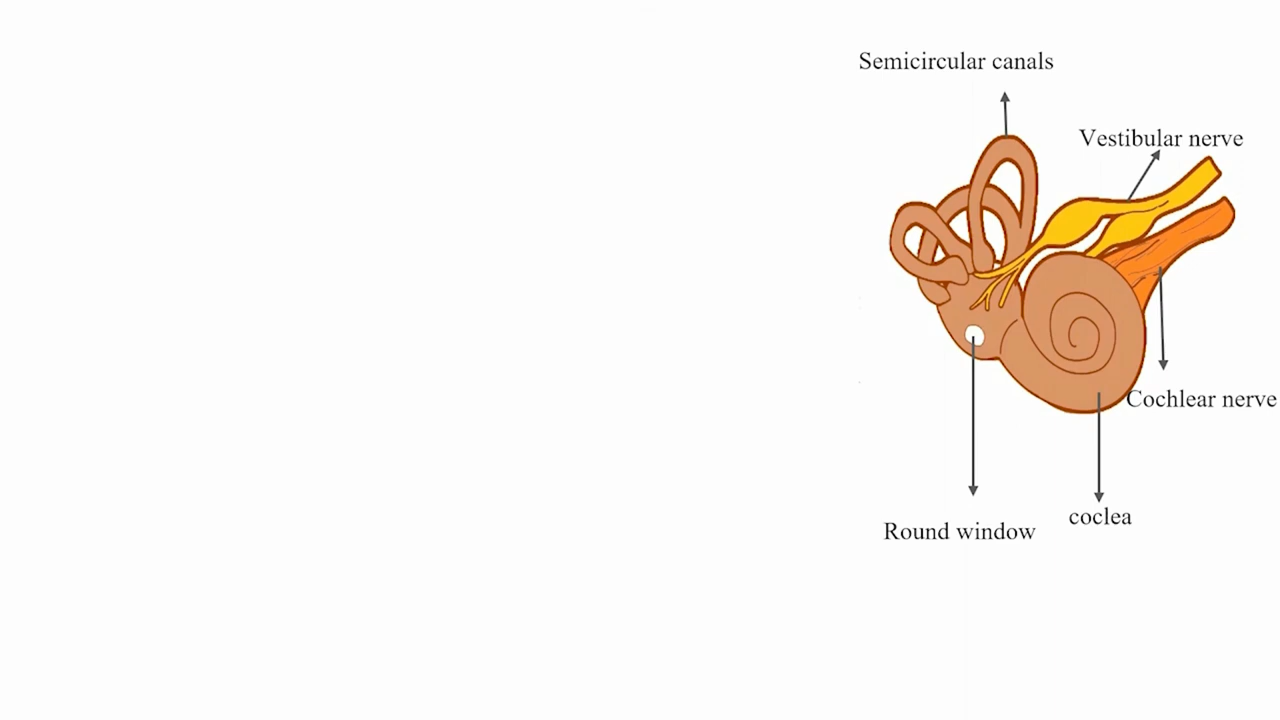 Semicircular canals
Vestibular nerve
Cochlear nerve
coclea
Round window